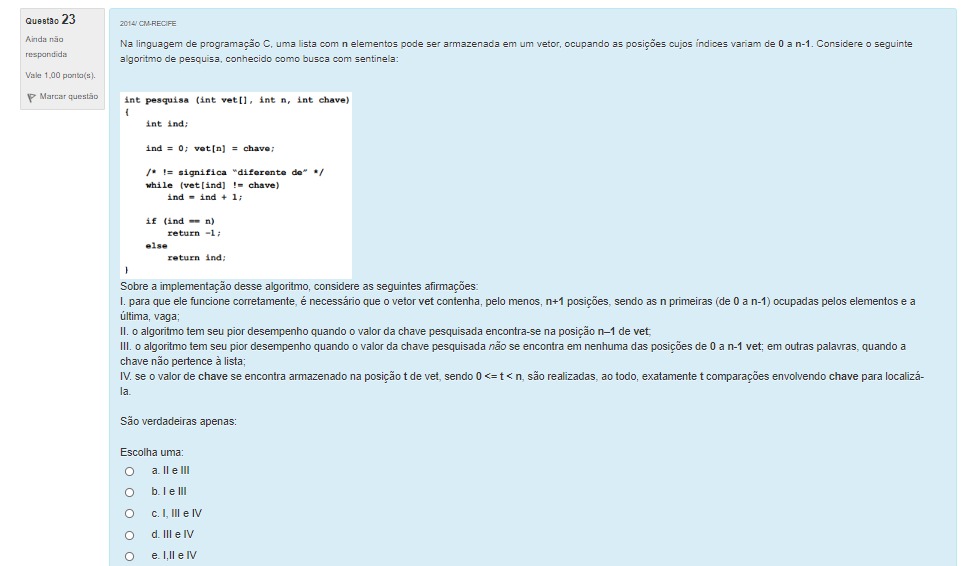 Questão 23
Ainda não
respondida
Vale 1,00 ponto(s).
Marcar questão
2014/ CM-RECIFE
Na linguagem de programação C, uma lista com n elementos pode ser armazenada em um vetor, ocupando as posições cujos índices variam de 0 a n-1. Considere o seguinte
algoritmo de pesquisa, conhecido como busca com sentinela:
int pesquisa (int vet[], int n, int chave)
{
int ind;
ind = 0; vet[n] = chave;
/* != significa "diferente de" */
while (vet[ind] != chave)
ind = ind + 1;
if (ind == n)
return -1;
else
return ind;
}
Sobre a implementação desse algoritmo, considere as seguintes afirmações:
I. para que ele funcione corretamente, é necessário que o vetor vet contenha, pelo menos, n+1 posições, sendo as n primeiras (de 0 a n-1) ocupadas pelos elementos e a
última, vaga;
II. o algoritmo tem seu pior desempenho quando o valor da chave pesquisada encontra-se na posição n–1 de vet;
III. o algoritmo tem seu pior desempenho quando o valor da chave pesquisada não se encontra em nenhuma das posições de 0 a n-1 vet; em outras palavras, quando a
chave não pertence à lista;
IV. se o valor de chave se encontra armazenado na posição t de vet, sendo 0 <= t < n, são realizadas, ao todo, exatamente t comparações envolvendo chave para localizá-
la.
São verdadeiras apenas:
Escolha uma:
a. II e III
b. I e III
c. I, III e IV
d. III e IV
e. I,II e IV